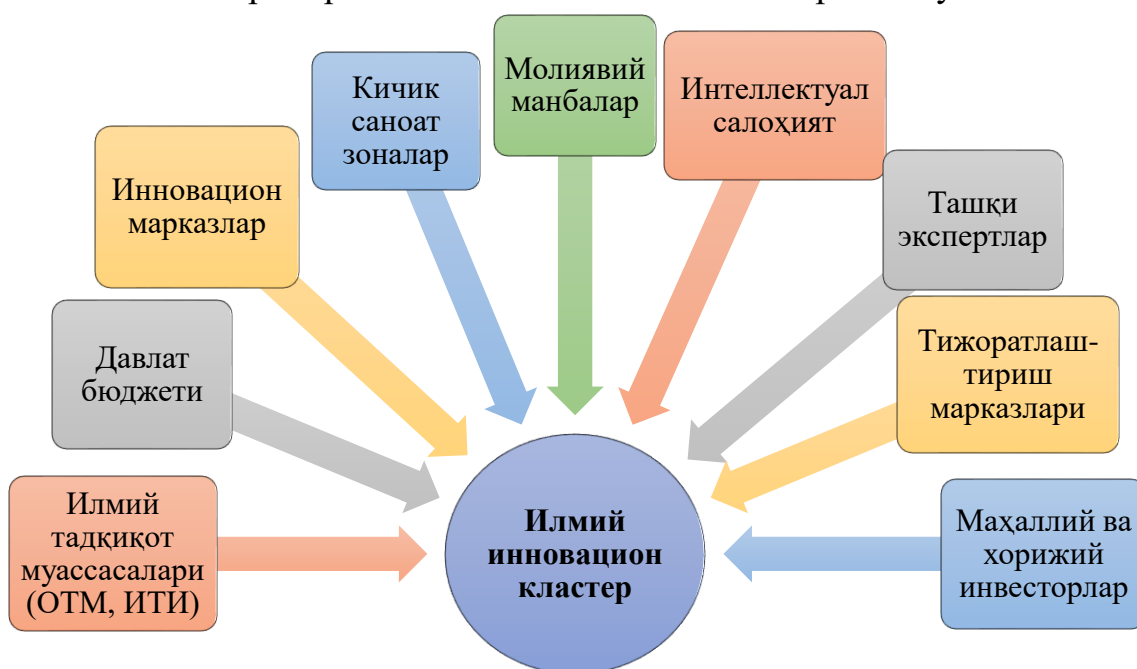 Кичик
саноат
зоналар
Молиявий
манбалар
Интеллектуал
салоҳият
Инновацион
марказлар
Ташқи
экспертлар
Давлат
бюджети
Тижоратлаш-
тириш
марказлари
Илмий
тадқиқот
муассасалари
(ОТМ, ИТИ)
Илмий
инновацион
кластер
Маҳаллий ва
хорижий
инвесторлар